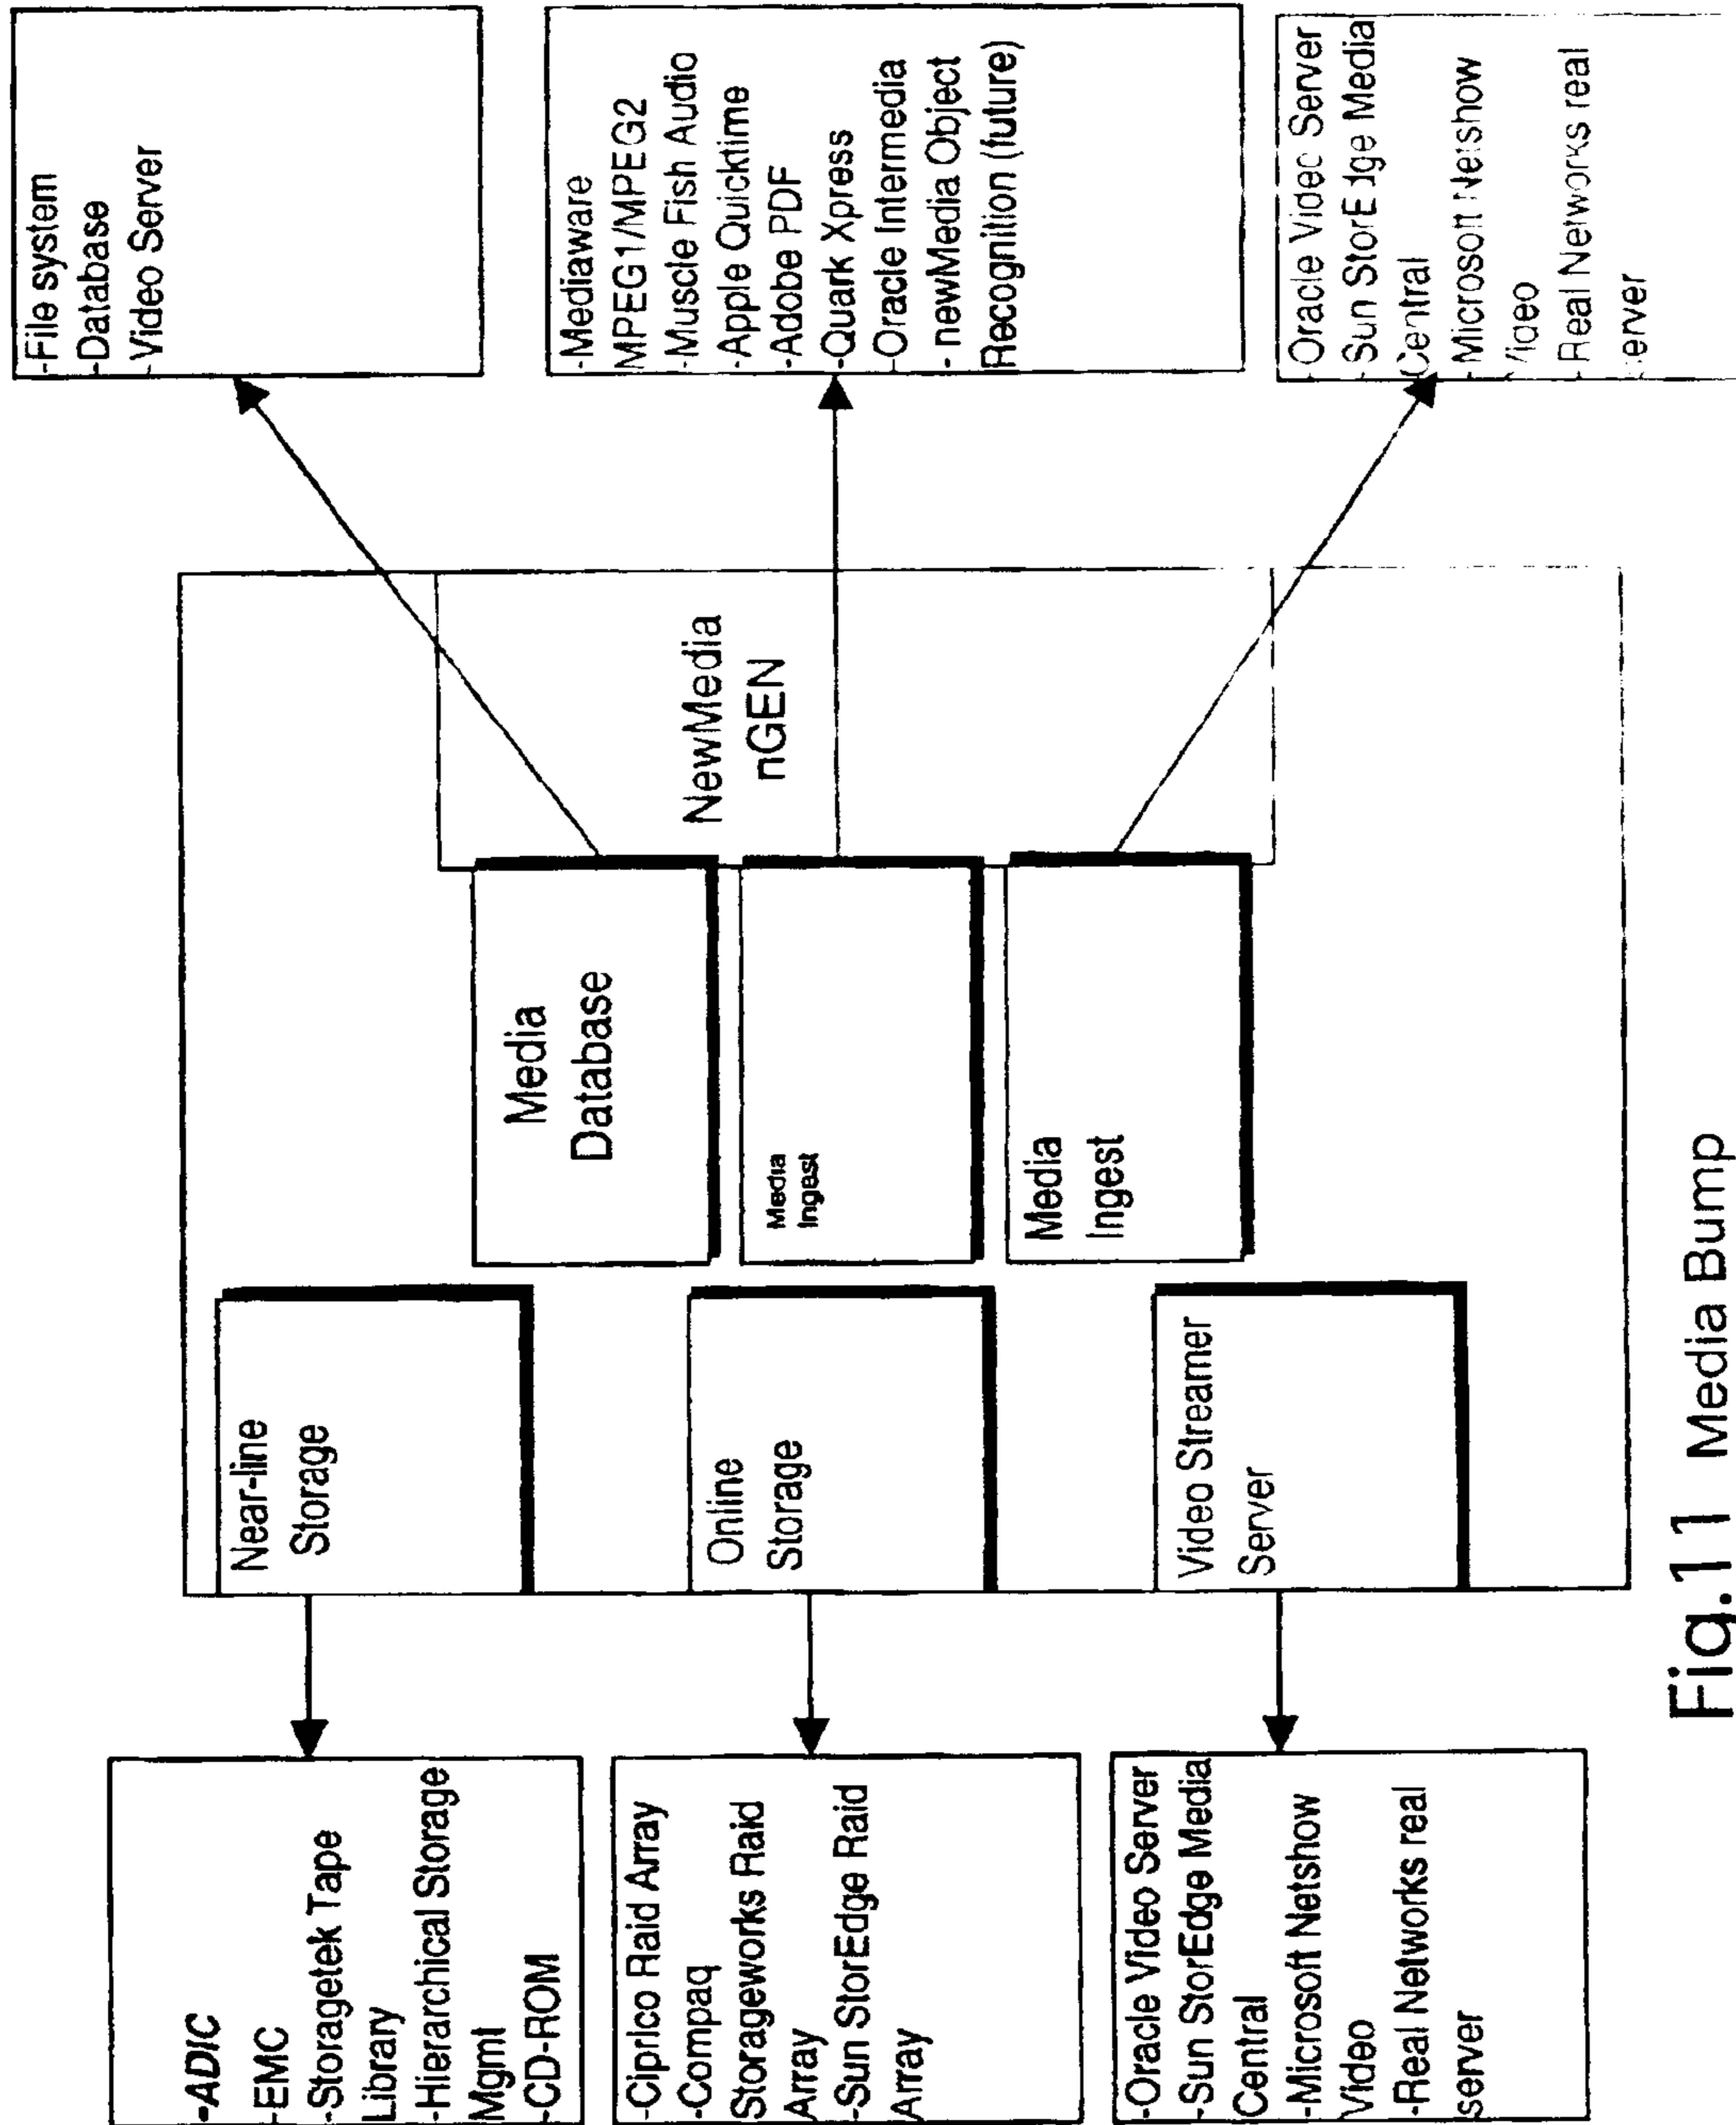 -ADIC
-EMC
-Storagetek Tape
Library
-Hierarchical Storage
Mgmt
-CD-ROM
-Ciprico Raid Array
-Compaq
Storageworks Raid
Array
-Sun StorEdge Raid
Array
-Oracle Video Server
-Sun StorEdge Media
Central
-Microsoft Netshow
Video
-Real Networks real
server
Near-line
Storage
Online
Storage
Video Streamer
Server
Media
Database
Media
Ingest
Media
Ingest
NewMedia
nGEN
-File system
-Database
-Video Server
-Mediaware
MPEG1/MPEG2
-Muscle Fish Audio
-Apple Quicktime
-Adobe PDF
-Quark Xpress
-Oracle Intermedia
- newMedia Object
Recognition (future)
-Oracle Video Server
-Sun StorEdge Media
Central
-Microsoft Netshow
Video
-Real Networks real
server
Fig.11 Media Bump